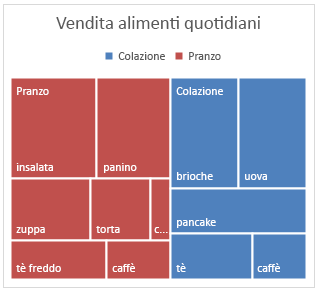 Vendita alimenti quotidiani
Colazione Pranzo
Pranzo
insalata
panino
zuppa
torta
c...
tè freddo
caffè
Colazione
brioche
uova
pancake
tè
caffè